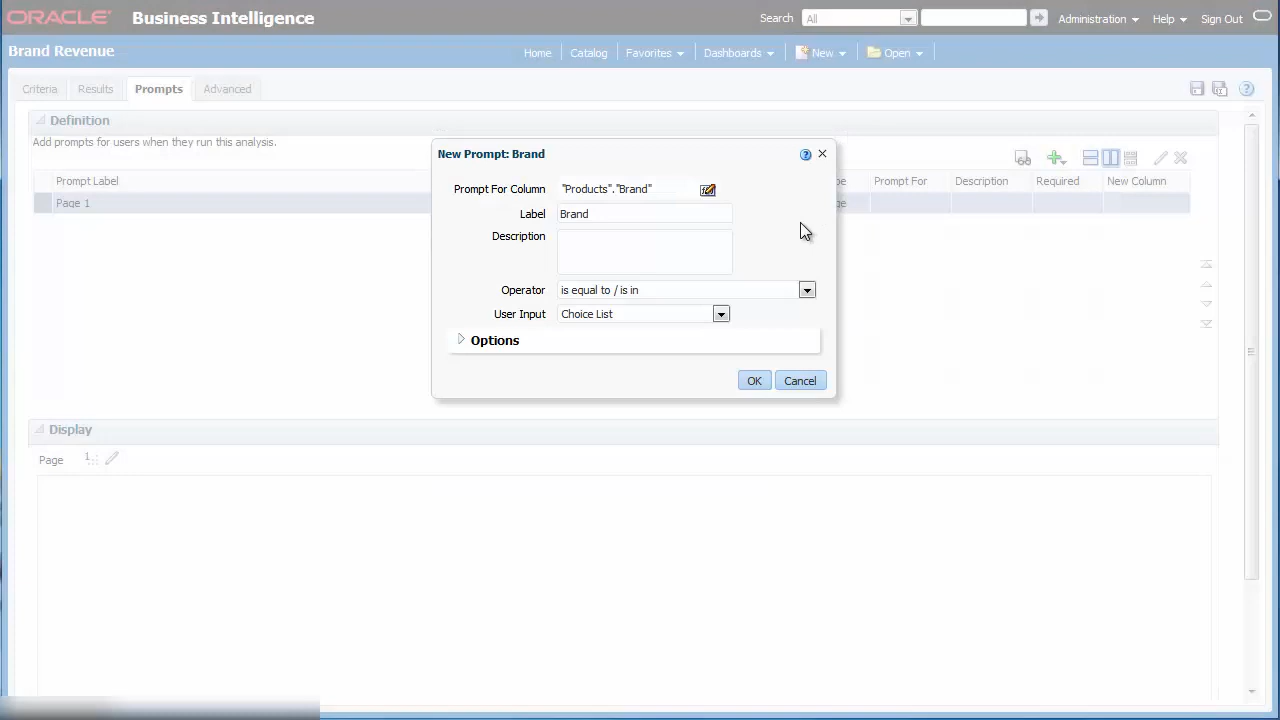 ORACLE Business Intelligence Search All Administration Help Sign Out
Brand Revenue Home Catalog Favorites Dashboards New Open
Criteria Results Prompts Advanced
Definition
Add prompts for users when they run this analysis.
New Prompt: Brand
Prompt Label Prompt For Description Required New Column
Page 1
Prompt For Column "Products"."Brand"
Label Brand
Description
Operator is equal to / is in
User Input Choice List
Options
OK Cancel
Display
Page 1